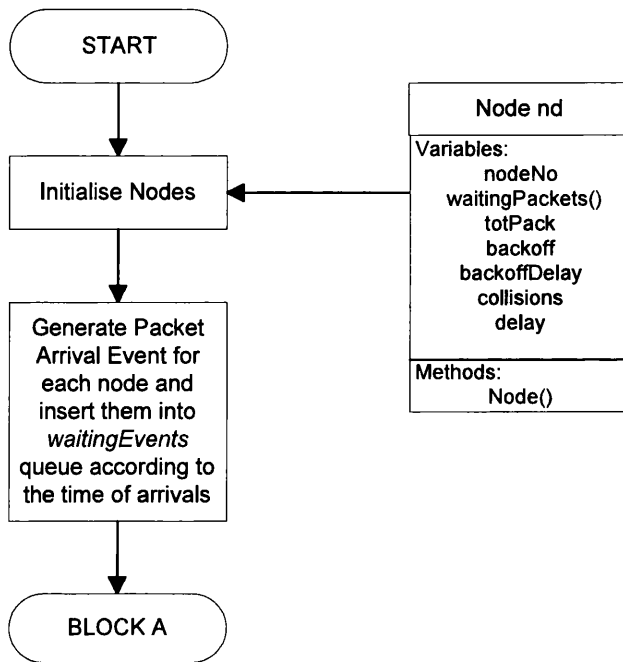 START
Initialise Nodes
Generate Packet
Arrival Event for
each node and
insert them into
waitingEvents
queue according to
the time of arrivals
BLOCK A
Node nd
Variables:
nodeNo
waitingPackets()
totPack
backoff
backoffDelay
collisions
delay
Methods:
Node()